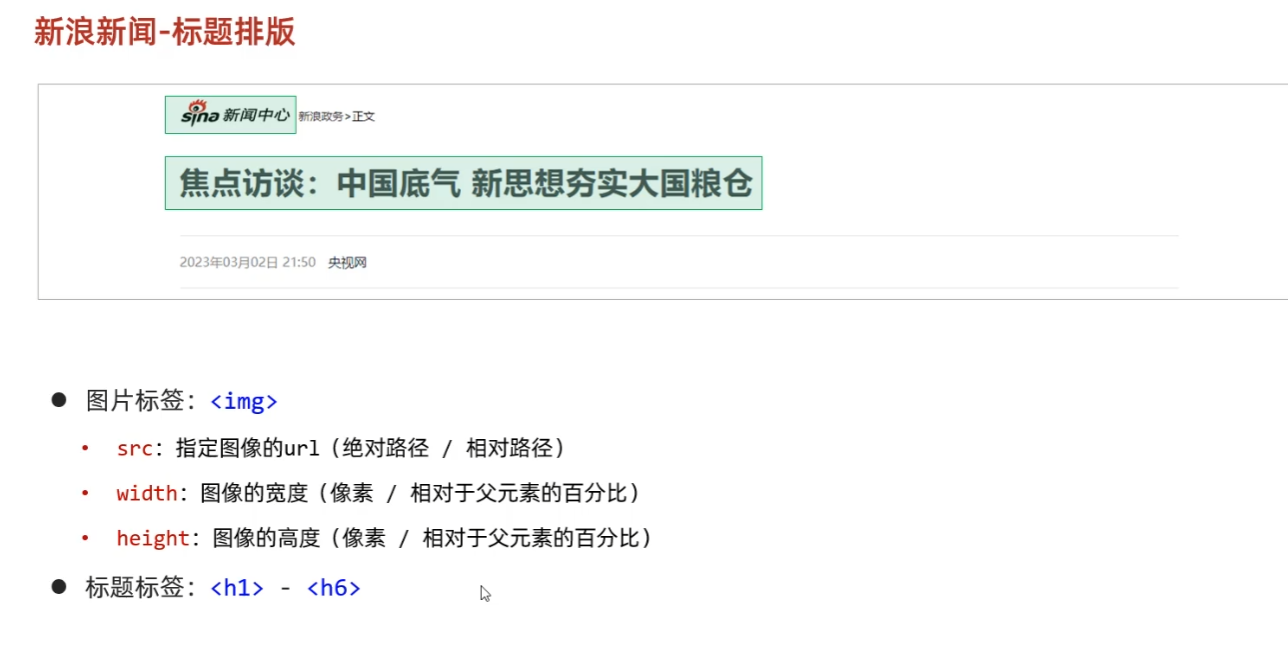 新浪新闻-标题排版
sina 新闻中心 新浪政务>正文
焦点访谈：中国底气 新思想夯实大国粮仓
2023年03月02日 21:50 央视网
● 图片标签：<img>
• src：指定图像的url（绝对路径 / 相对路径）
• width：图像的宽度（像素 / 相对于父元素的百分比）
• height：图像的高度（像素 / 相对于父元素的百分比）
● 标题标签：<h1> - <h6>